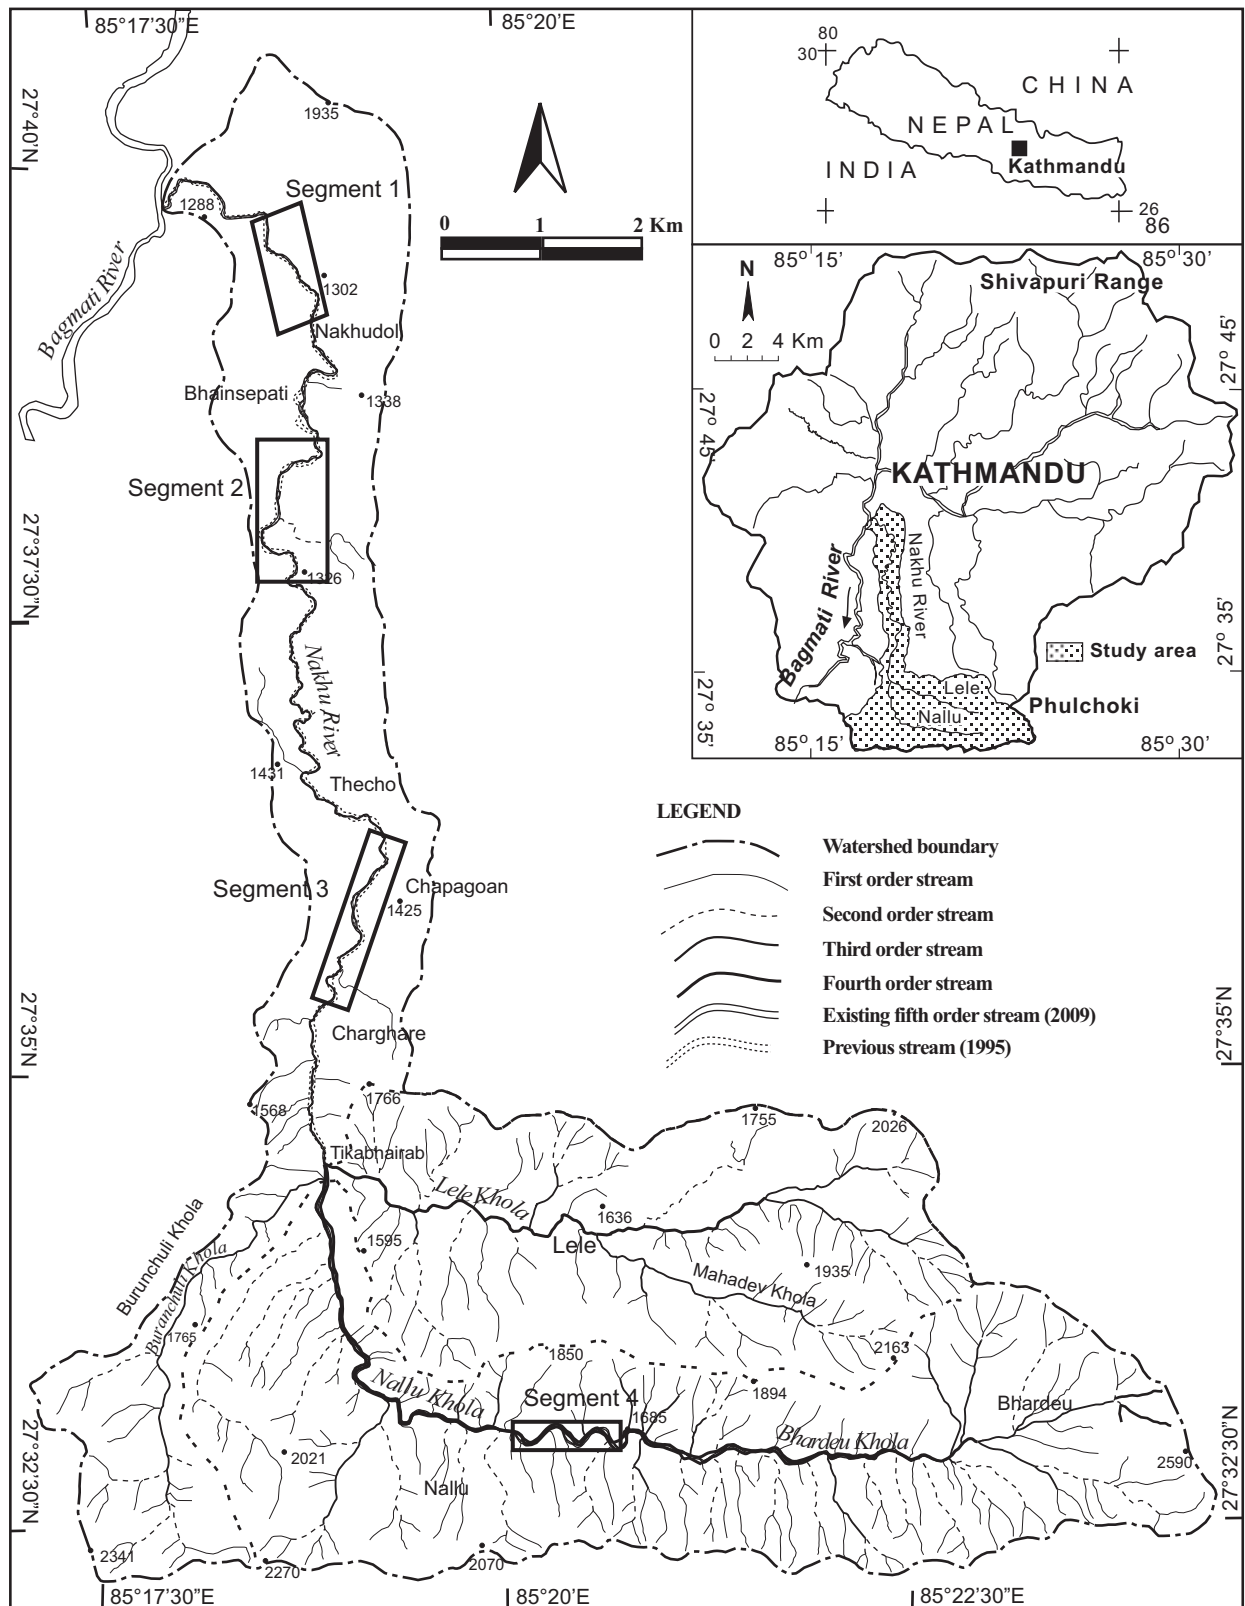 85°17'30"E
85°20'E
27°40'N
1935
Segment 1
1288
0 1 2 Km
Bagmati River
1302
Nakhudol
Bhainsepati
1338
Segment 2
27°37'30"N
1326
Nakhu River
1431
Thecho
Segment 3
Chapagoan
1425
27°35'N
Charghare
1568
1766
Tikabhairab
1755
2026
Lele Khola
1636
Lele
1595
Burunchuli Khola
Buranchuli Khola
1765
Mahadev Khola
1935
2163
1850
Nallu Khola
Segment 4
1685
1894
Bhardeu
Bhardeu Khola
2590
2021
Nallu
27°32'30"N
2341
2270
2070
85°17'30"E
85°20'E
85°22'30"E
27°35'N
27°32'30"N
80
30
CHINA
NEPAL
Kathmandu
INDIA
26
86
85° 15'
85° 30'
N
Shivapuri Range
0 2 4 Km
27° 45'
27° 45'
KATHMANDU
Nakhu River
Bagmati River
Study area
27° 35'
27° 35'
Lele
Phulchoki
Nallu
85° 15'
85° 30'
LEGEND
Watershed boundary
First order stream
Second order stream
Third order stream
Fourth order stream
Existing fifth order stream (2009)
Previous stream (1995)